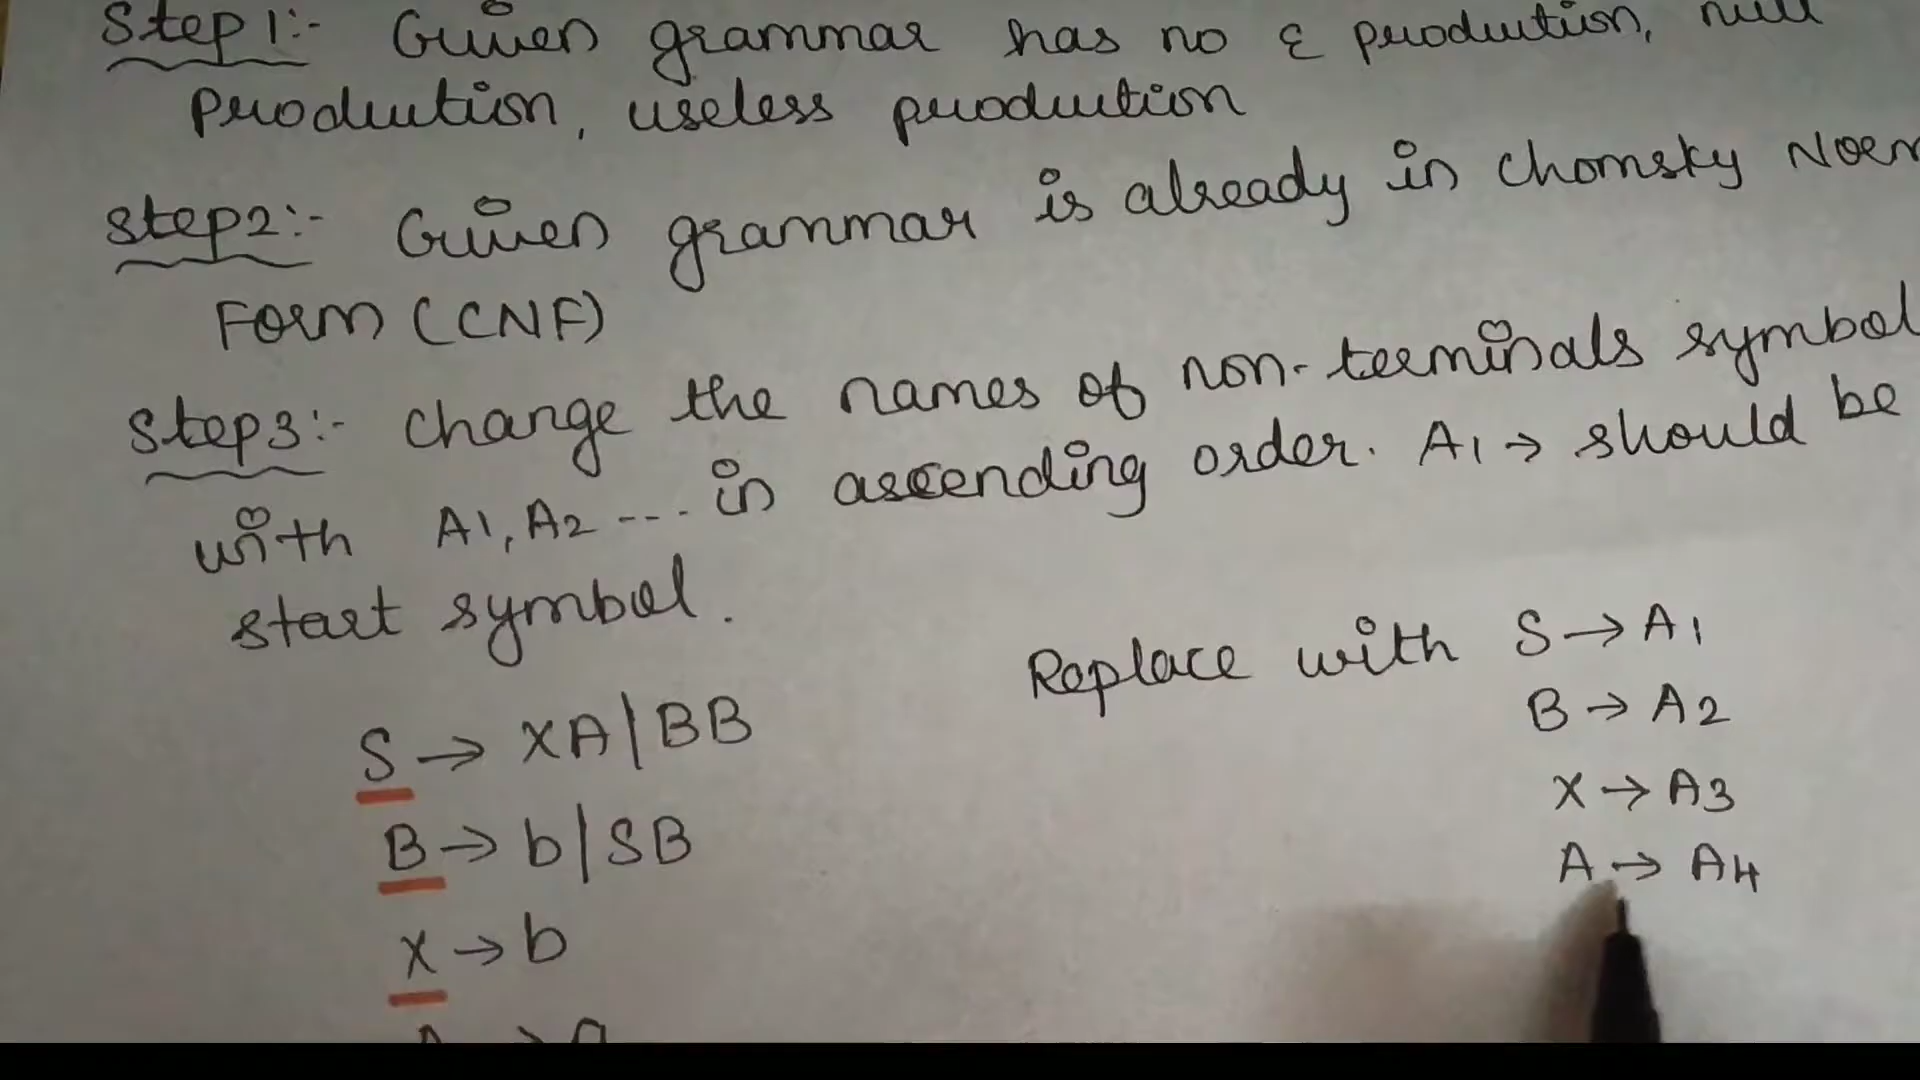 Step1:- Given grammar has no ε production, null
production, useless production
Step2:- Given grammar is already in Chomsky Norm
Form (CNF)
Step3:- Change the names of non-terminals symbol
with A1, A2 ---- in ascending order. A1 → should be
start symbol.
Replace with S → A1
B → A2
X → A3
A → A4
S → XA | BB
B → b | SB
X → b
A → a